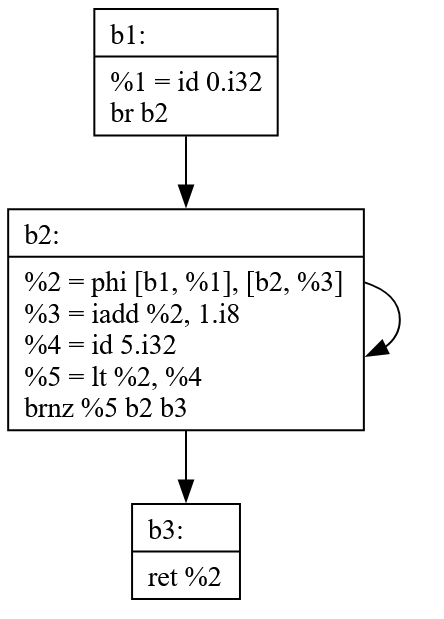 b1:
%1 = id 0.i32
br b2
b2:
%2 = phi [b1, %1], [b2, %3]
%3 = iadd %2, 1.i8
%4 = id 5.i32
%5 = lt %2, %4
brnz %5 b2 b3
b3:
ret %2